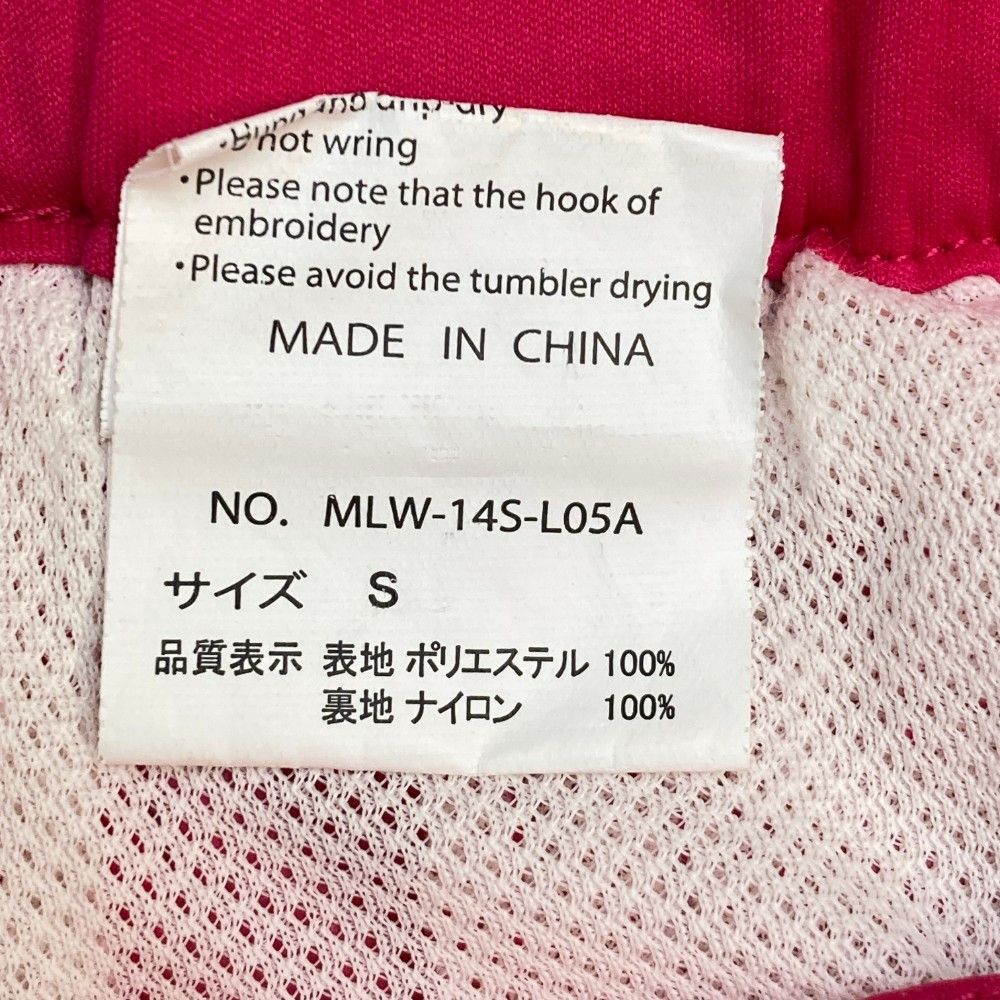 not wring
・Please note that the hook of
embroidery
・Please avoid the tumbler drying
MADE IN CHINA
NO. MLW-14S-L05A
サイズ S
品質表示 表地 ポリエステル 100%
裏地 ナイロン 100%